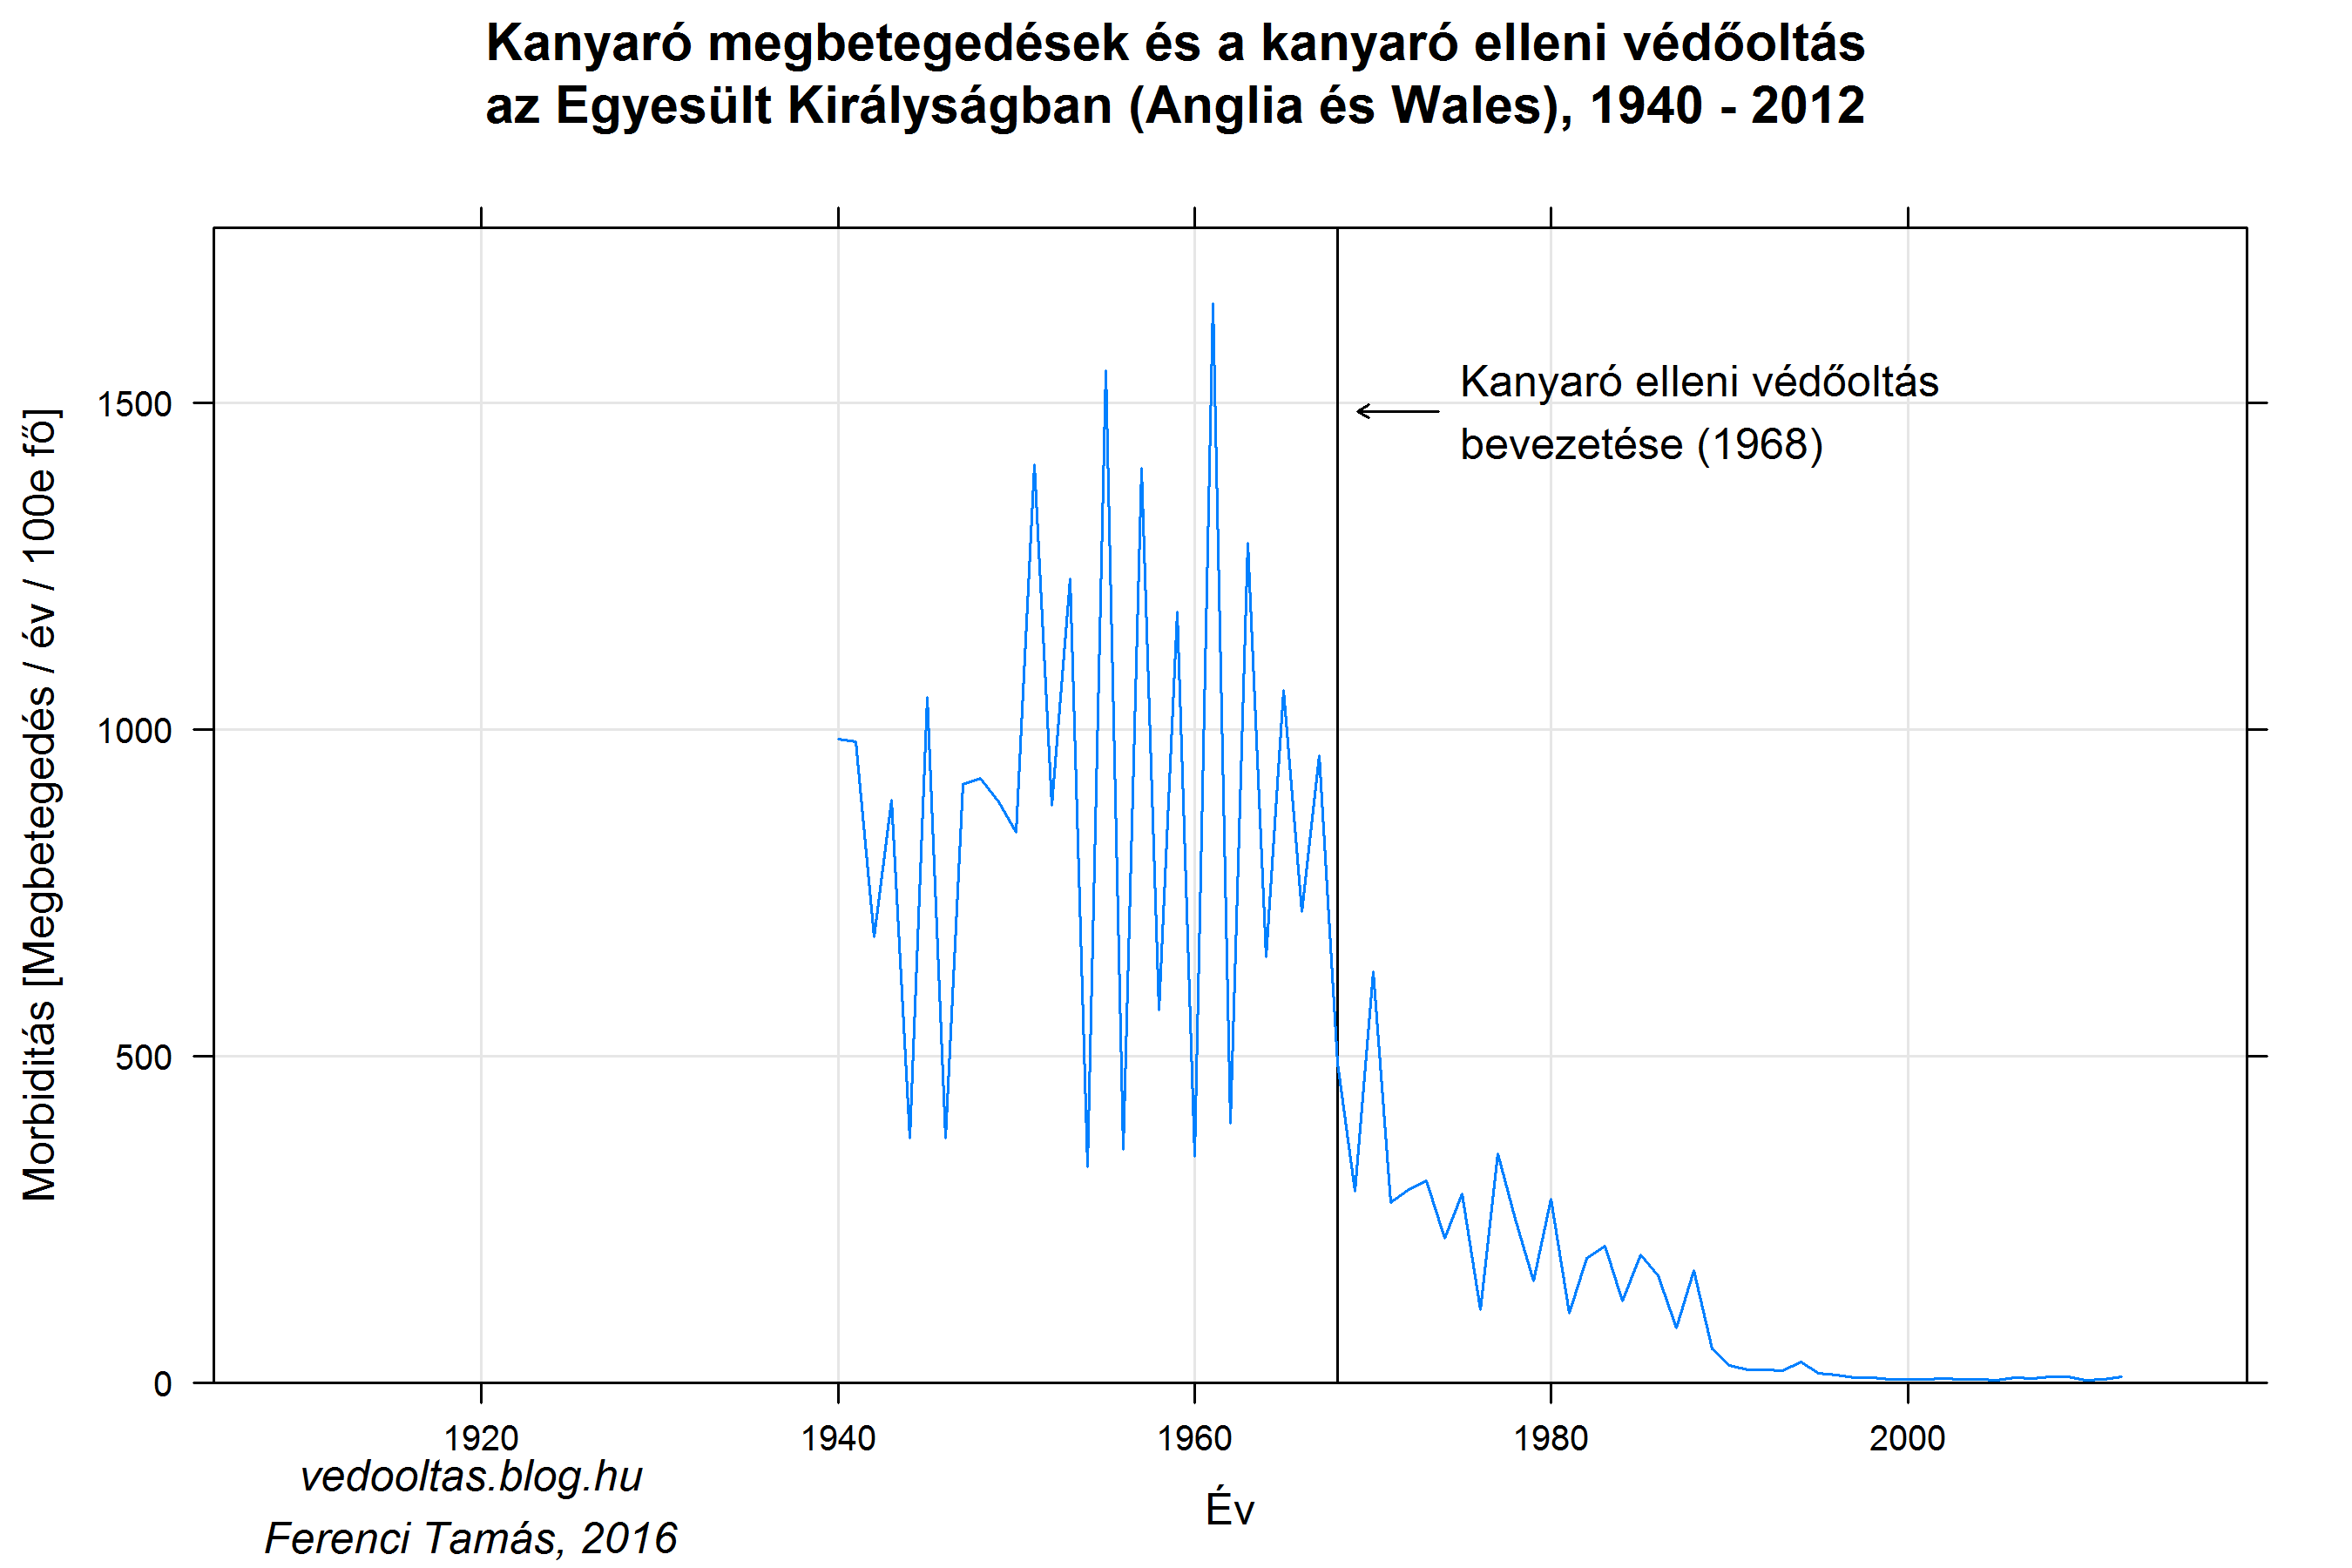 Kanyaró megbetegedések és a kanyaró elleni védőoltás
az Egyesült Királyságban (Anglia és Wales), 1940 - 2012
Morbiditás [Megbetegedés / év / 100e fő]
1500
1000
500
0
Kanyaró elleni védőoltás
bevezetése (1968)
1920
1940
1960
1980
2000
Év
vedooltas.blog.hu
Ferenci Tamás, 2016